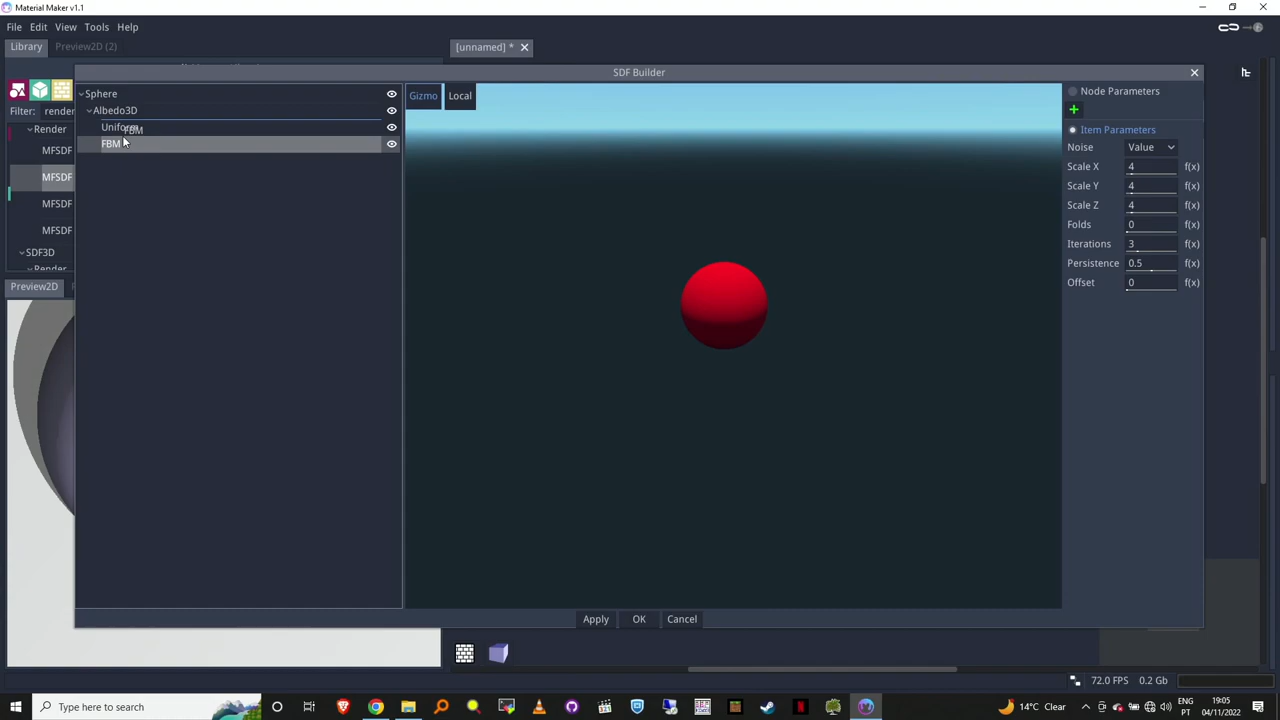 Material Maker v1.1
File Edit View Tools Help
Library Preview2D (2) [unnamed] *
SDF Builder
Filter: render
Render
MFSDF
MFSDF
MFSDF
MFSDF
SDF3D
Preview2D
Sphere
Albedo3D
Uniform
FBM
FBM
Gizmo Local
Node Parameters
Item Parameters
Noise Value
Scale X 4 f(x)
Scale Y 4 f(x)
Scale Z 4 f(x)
Folds 0 f(x)
Iterations 3 f(x)
Persistence 0.5 f(x)
Offset 0 f(x)
Apply OK Cancel
72.0 FPS 0.2 Gb
Type here to search
14°C Clear
ENG
PT
19:05
04/11/2022